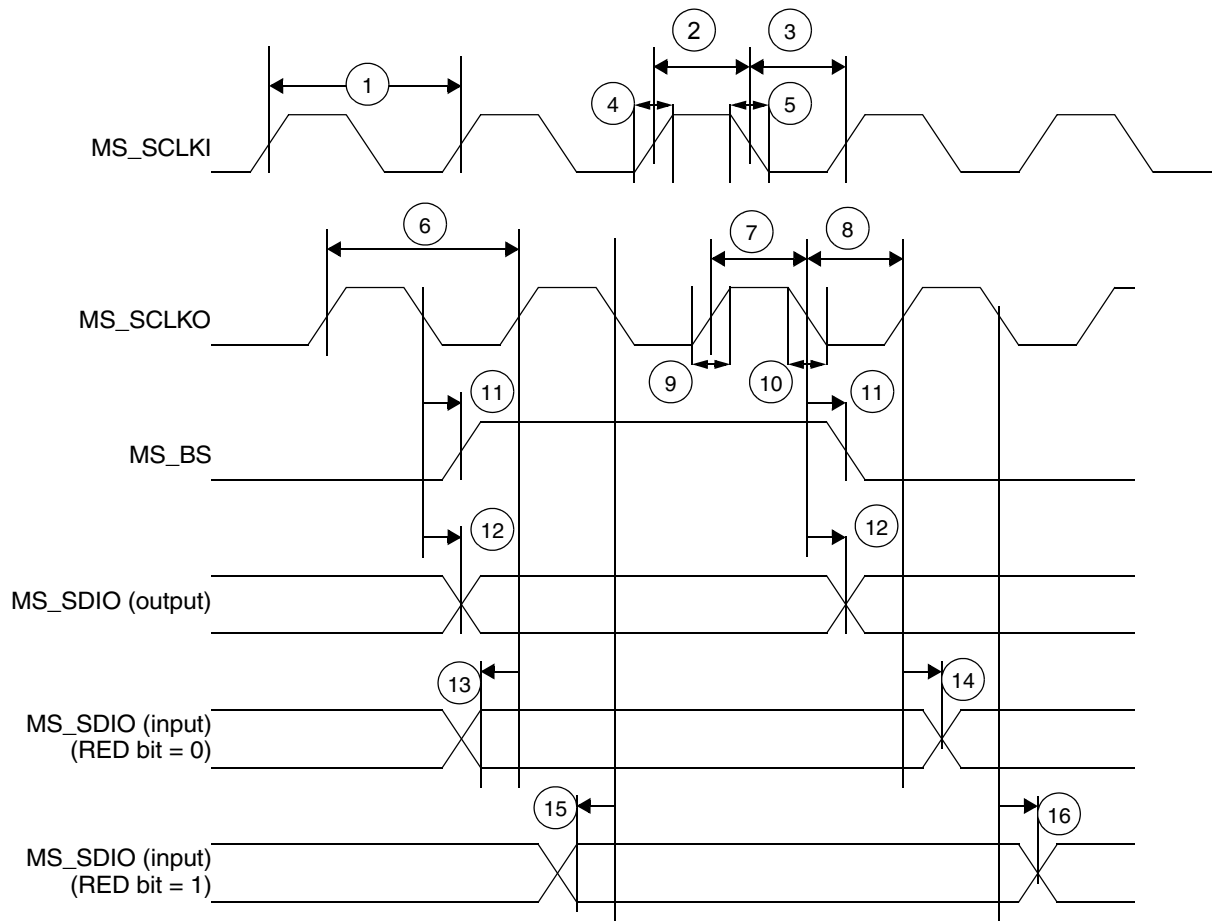 2
3
1
4
5
MS_SCLKI
6
7
8
MS_SCLKO
9
10
11
11
MS_BS
12
12
MS_SDIO (output)
13
14
MS_SDIO (input)
(RED bit = 0)
15
16
MS_SDIO (input)
(RED bit = 1)